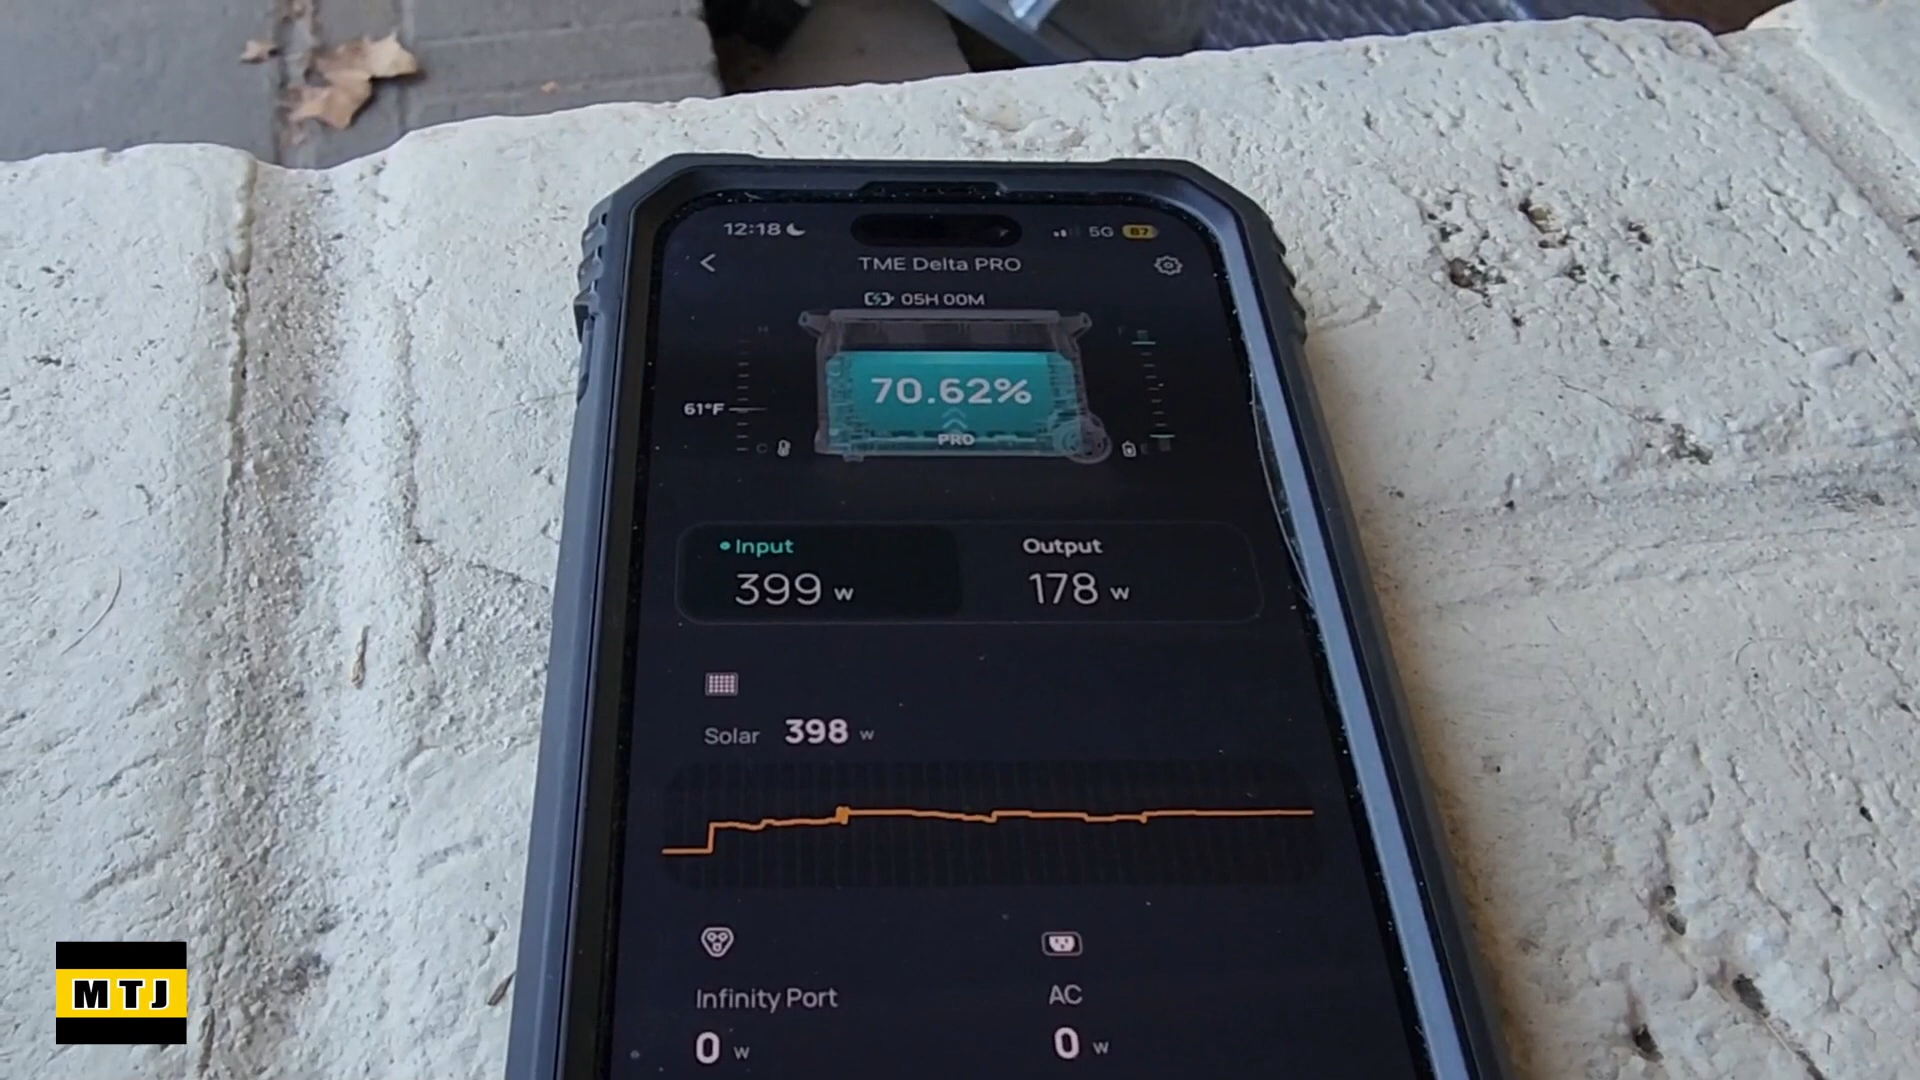 12:18 5G 87
TME Delta PRO
05H 00M
70.62%
PRO
61°F
H
C
F
E
Input Output
399 W 178 W
Solar 398 W
Infinity Port AC
0 W 0 W
MTJ